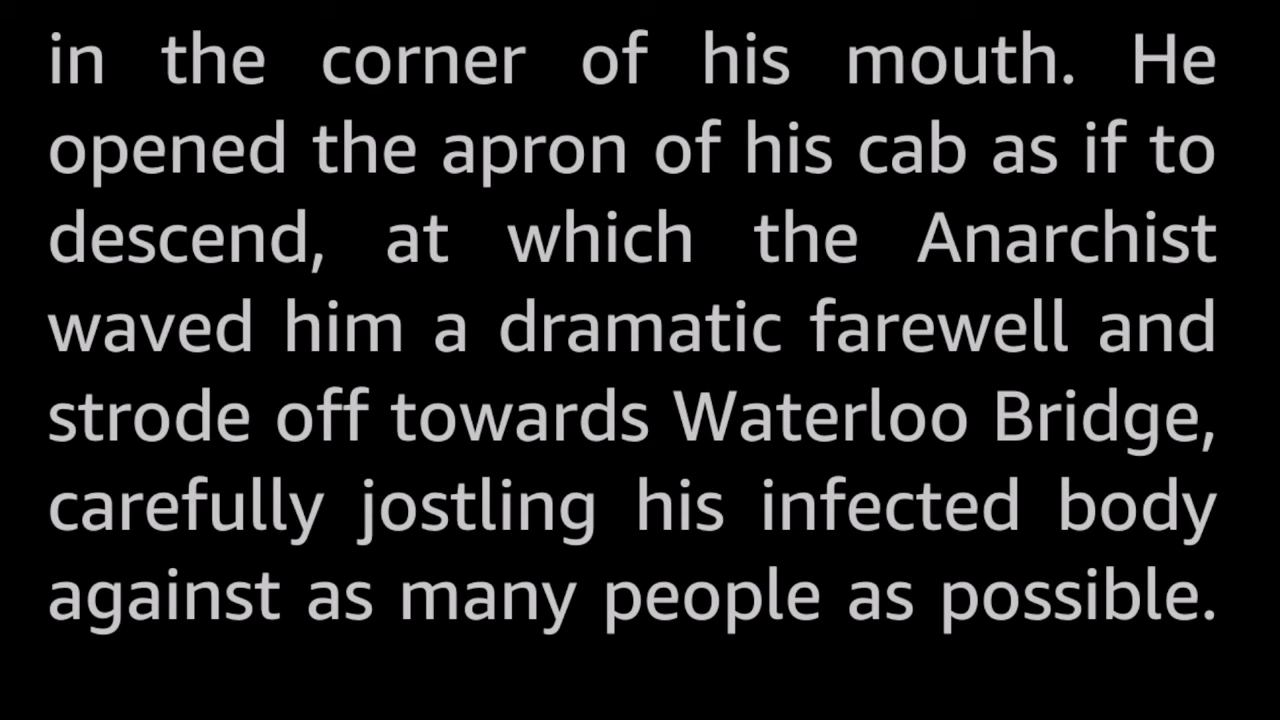 in the corner of his mouth. He
opened the apron of his cab as if to
descend, at which the Anarchist
waved him a dramatic farewell and
strode off towards Waterloo Bridge,
carefully jostling his infected body
against as many people as possible.